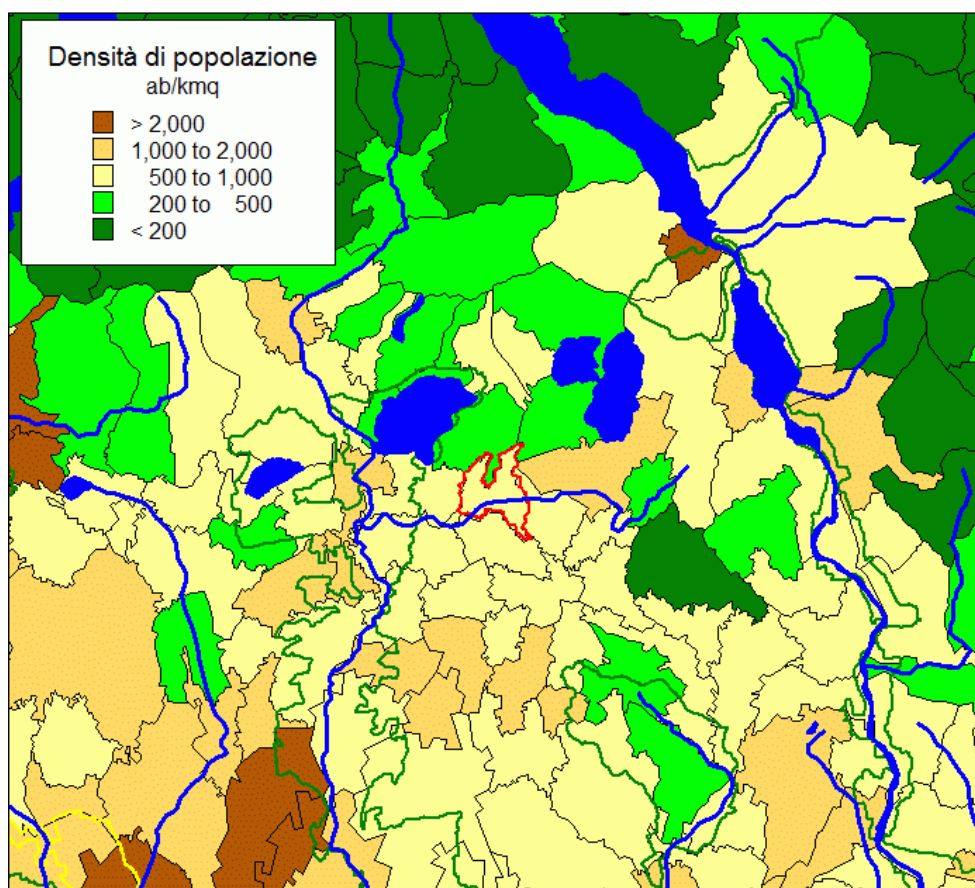 Densità di popolazione
ab/kmq
> 2,000
1,000 to 2,000
500 to 1,000
200 to 500
< 200